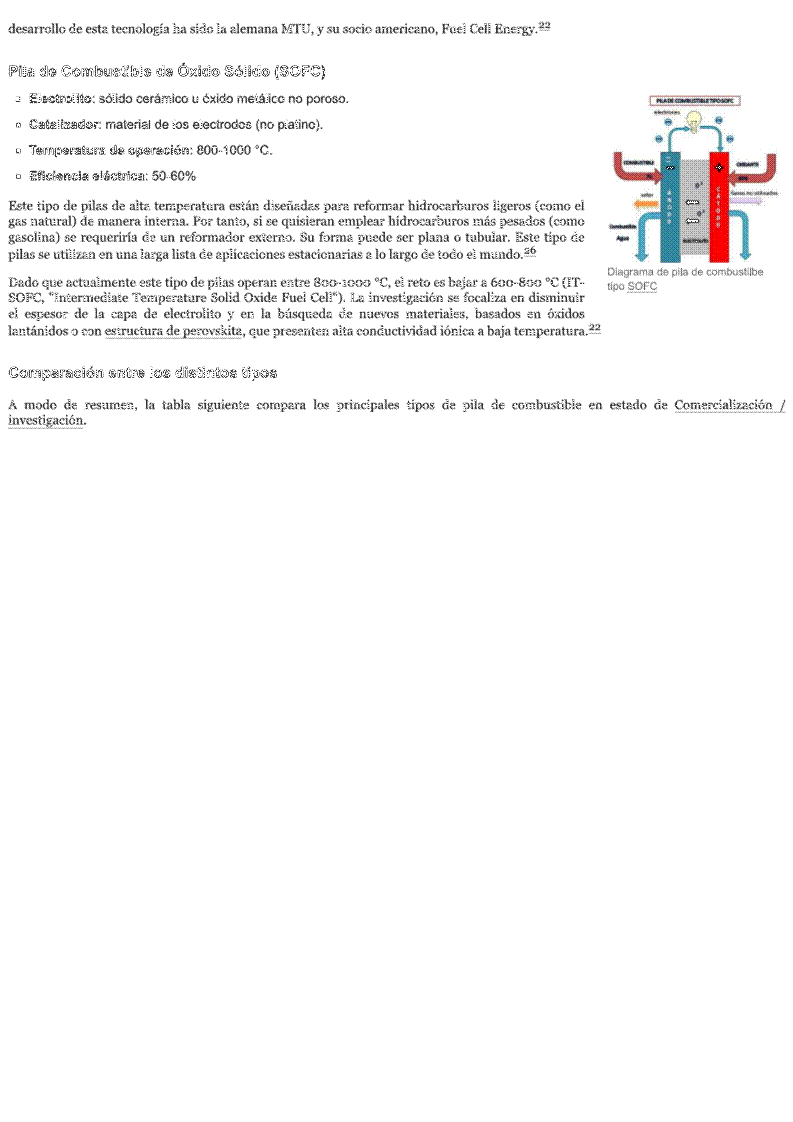 desarrollo de esta tecnología ha sido la alemana MTU, y su socio americano, Fuel Cell Energy.22
Pila de Combustible de Óxido Sólido (SOFC)
Electrolito: sólido cerámico u óxido metálico no poroso.
Catalizador: material de los electrodos (no platino).
Temperatura de operación: 800-1000 °C.
Eficiencia eléctrica: 50-60%
Este tipo de pilas de alta temperatura están diseñadas para reformar hidrocarburos ligeros (como el
gas natural) de manera interna. Por tanto, si se quisieran emplear hidrocarburos más pesados (como
gasolina) se requeriría de un reformador externo. Su forma puede ser plana o tubular. Este tipo de
pilas se utilizan en una larga lista de aplicaciones estacionarias a lo largo de todo el mundo.26
Dado que actualmente este tipo de pilas operan entre 800-1000 °C, el reto es bajar a 600-800 °C (IT-
SOFC, "Intermediate Temperature Solid Oxide Fuel Cell"). La investigación se focaliza en disminuir
el espesor de la capa de electrolito y en la búsqueda de nuevos materiales, basados en óxidos
lantánidos o con estructura de perovskita, que presenten alta conductividad iónica a baja temperatura.22
PILA DE COMBUSTIBLE TIPO SOFC
electrones
COMBUSTIBLE
OXIDANTE
calor
Gases no utilizados
ÁNODO
CÁTODO
Combustible
Agua
Diagrama de pila de combustilbe
tipo SOFC
Comparación entre los distintos tipos
A modo de resumen, la tabla siguiente compara los principales tipos de pila de combustible en estado de Comercialización /
investigación.